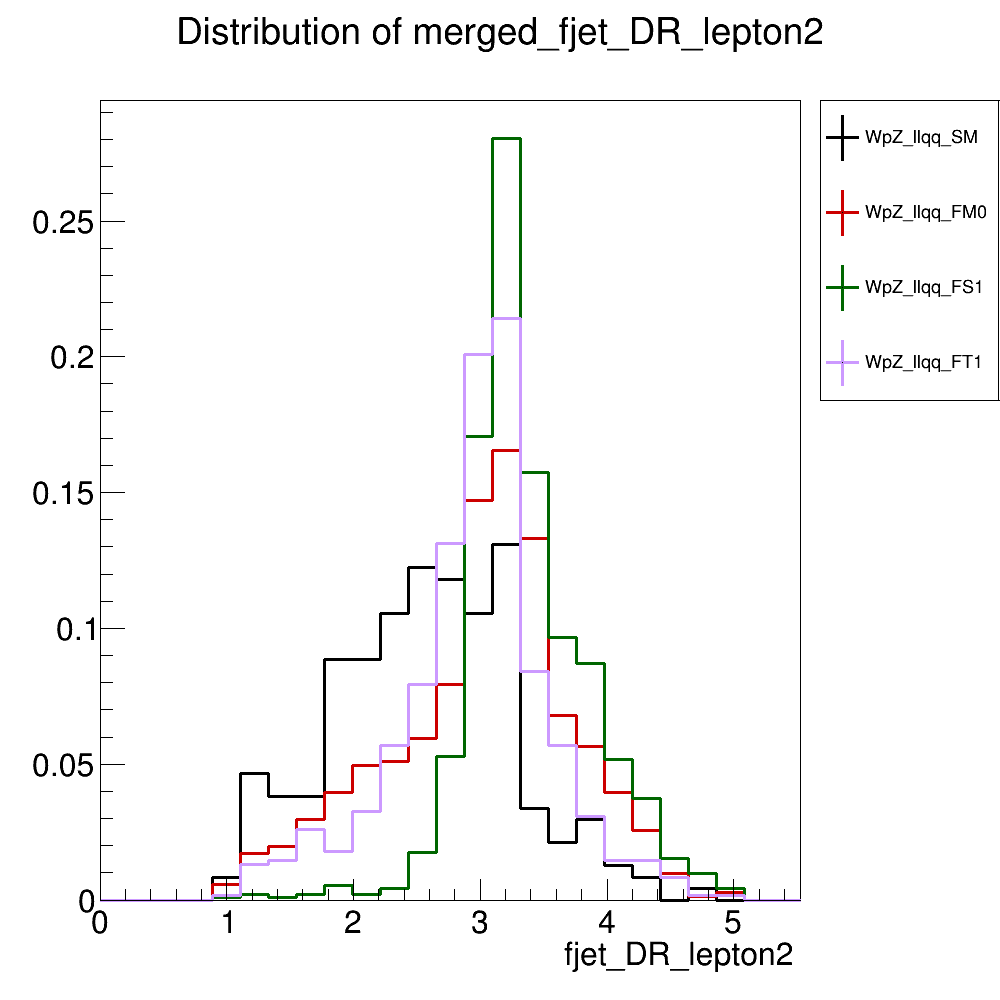 Distribution of merged_fjet_DR_lepton2
WpZ_llqq_SM
WpZ_llqq_FM0
WpZ_llqq_FS1
WpZ_llqq_FT1
0.25
0.2
0.15
0.1
0.05
0
0 1 2 3 4 5
fjet_DR_lepton2